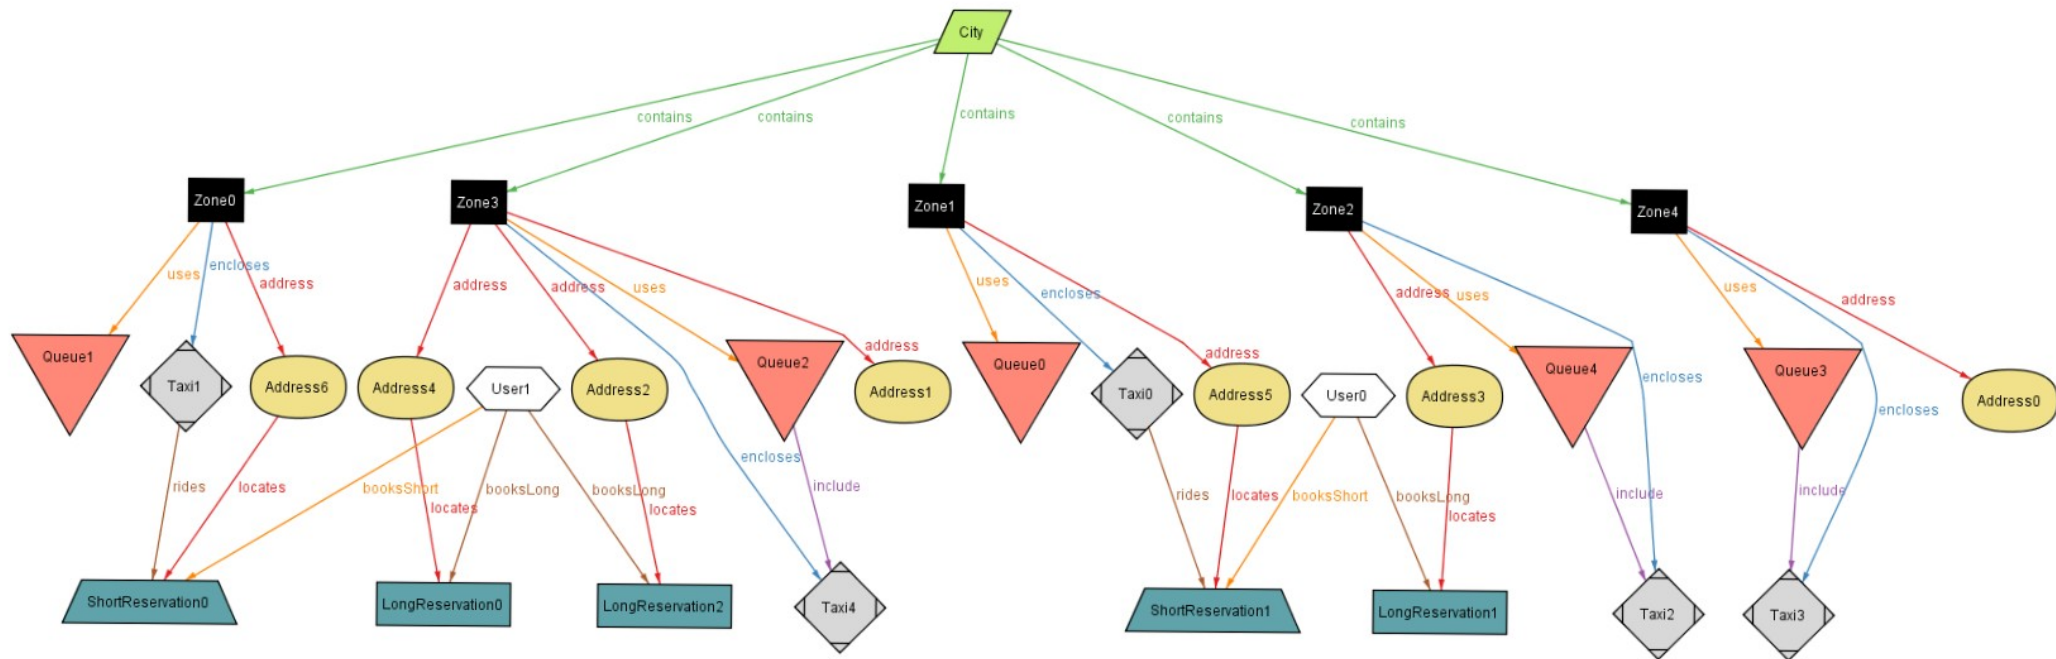 City
contains
contains
contains
contains
contains
Zone0
Zone3
Zone1
Zone2
Zone4
uses
encloses
address
address
address
uses
address
uses
encloses
address
address
uses
encloses
uses
address
encloses
Queue1
Taxi1
Address6
Address4
User1
Address2
Queue2
Address1
Queue0
Taxi0
Address5
User0
Address3
Queue4
Queue3
Address0
rides
locates
booksShort
locates
booksLong
booksLong
locates
encloses
include
rides
locates
booksShort
booksLong
locates
include
include
ShortReservation0
LongReservation0
LongReservation2
Taxi4
ShortReservation1
LongReservation1
Taxi2
Taxi3